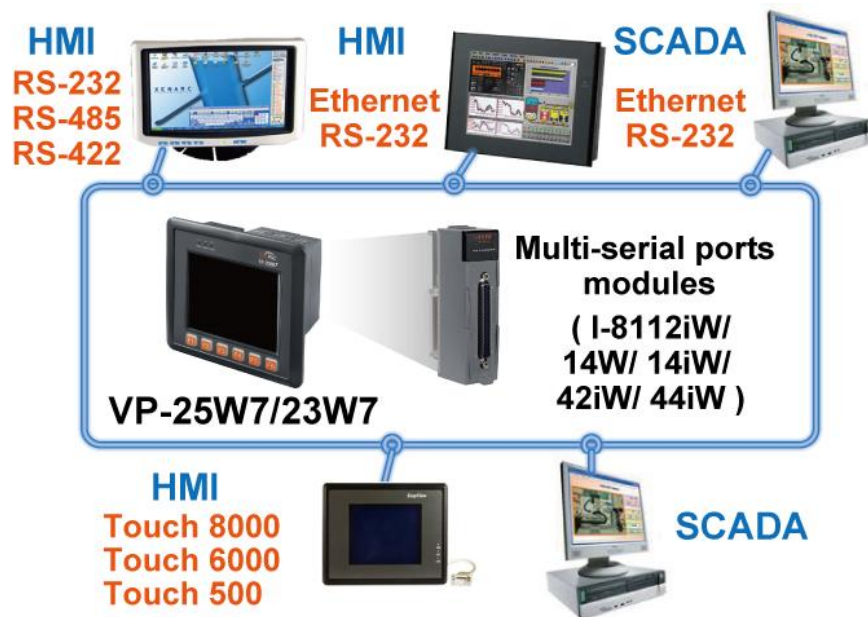 HMI
RS-232
RS-485
RS-422
HMI
Ethernet
RS-232
SCADA
Ethernet
RS-232
XENARC
Multi-serial ports
modules
( I-8112iW/
14W/ 14iW/
42iW/ 44iW )
VP-25W7/23W7
HMI
Touch 8000
Touch 6000
Touch 500
SCADA